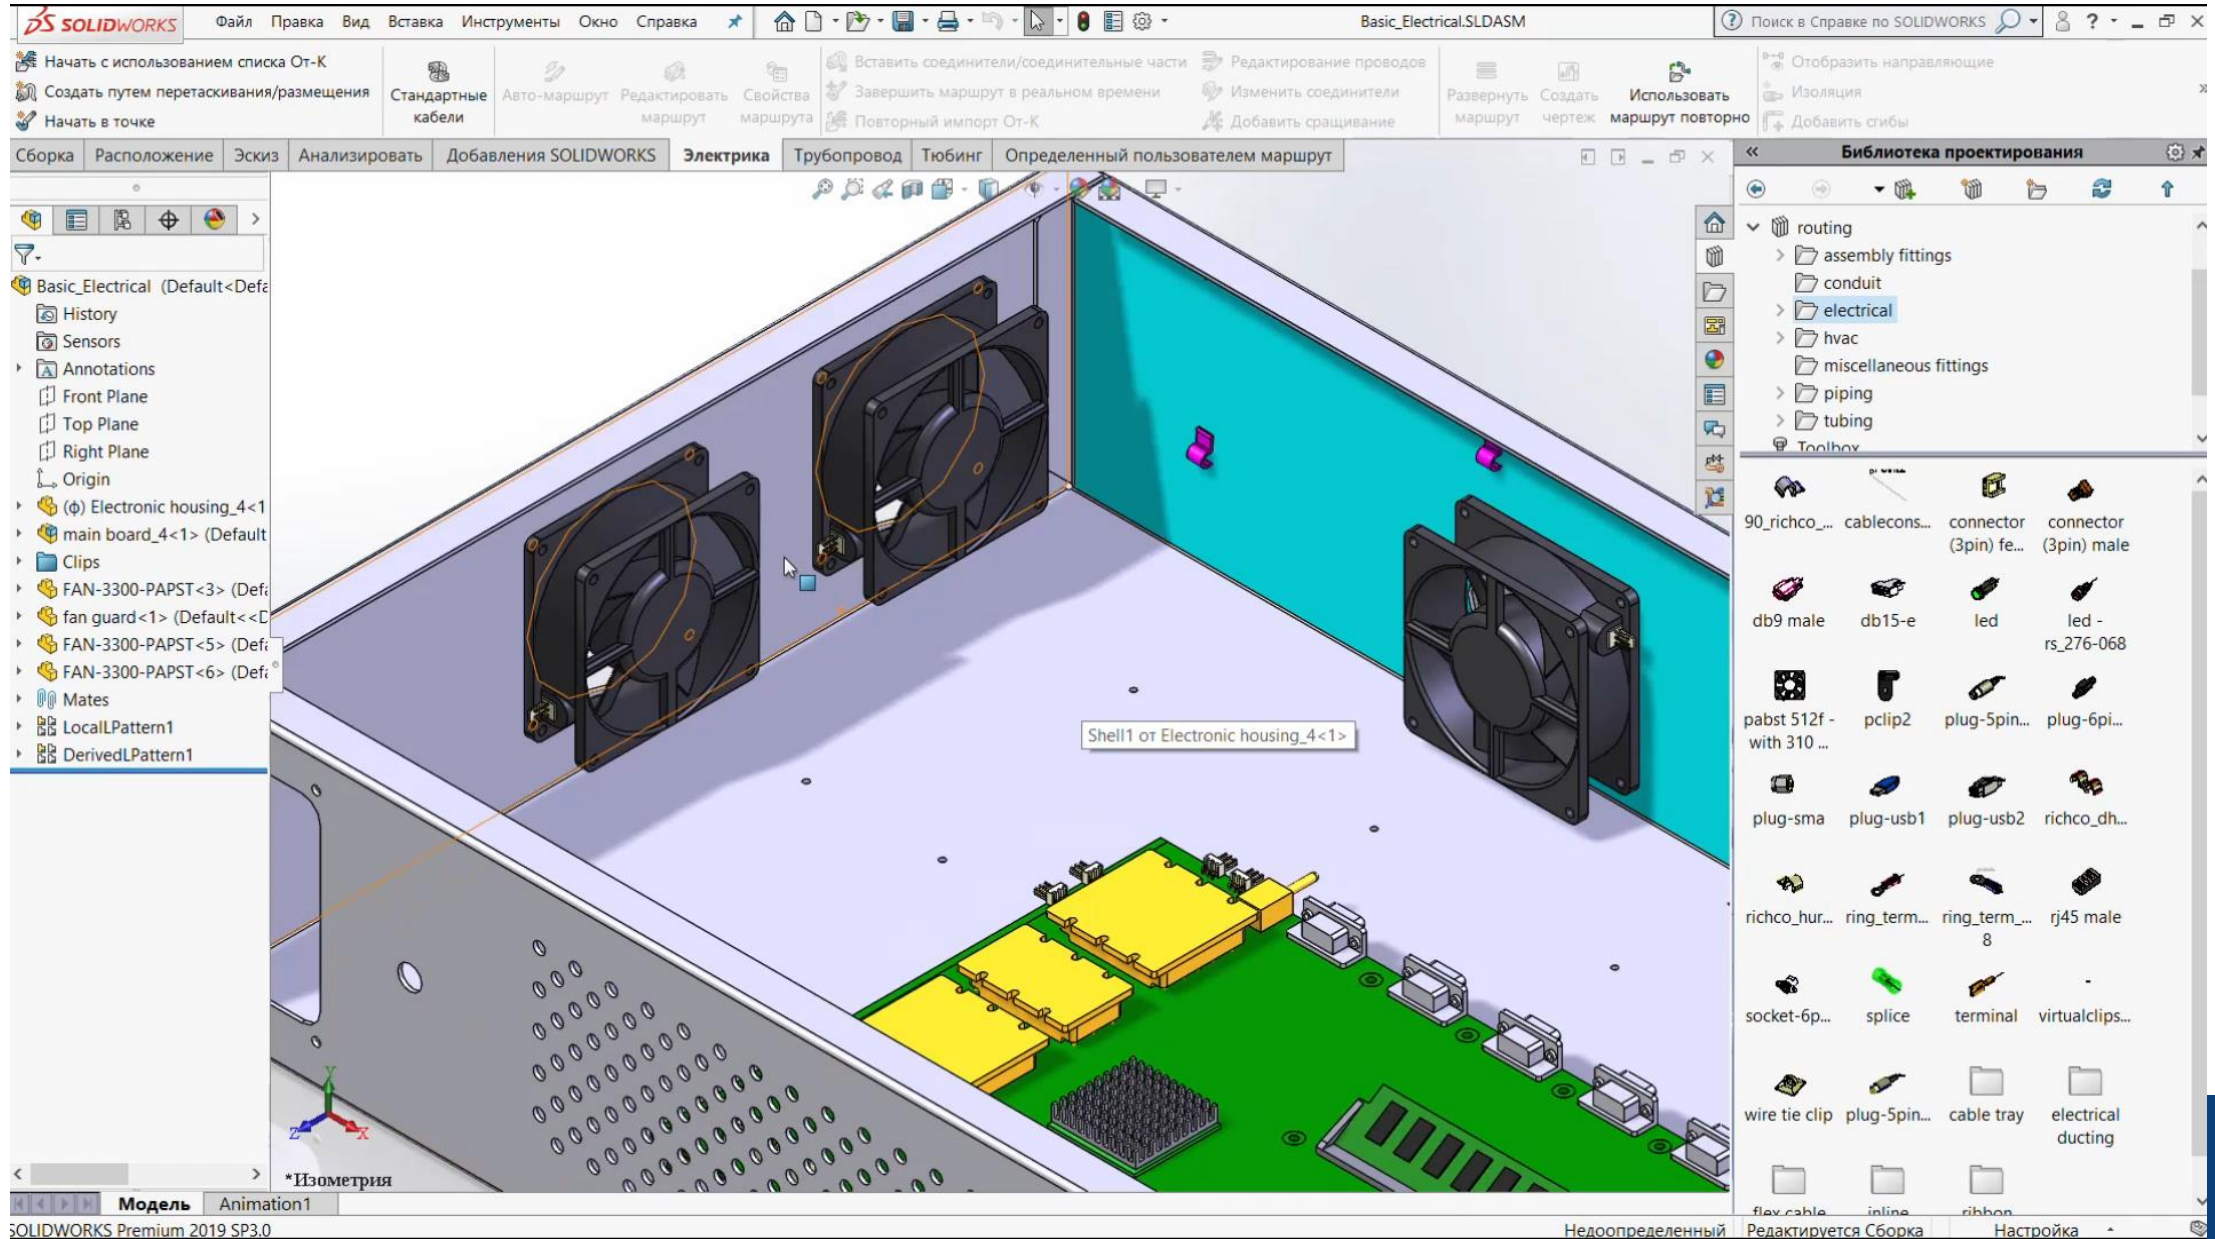 SOLIDWORKS Файл Правка Вид Вставка Инструменты Окно Справка Basic_Electrical.SLDASM Поиск в Справке по SOLIDWORKS
Начать с использованием списка От-К
Создать путем перетаскивания/размещения
Начать в точке
Стандартные кабели
Авто-маршрут
Редактировать маршрут
Свойства маршрута
Вставить соединители/соединительные части
Завершить маршрут в реальном времени
Повторный импорт От-К
Редактирование проводов
Изменить соединители
Добавить сращивание
Развернуть маршрут
Создать чертеж
Использовать маршрут повторно
Отобразить направляющие
Изоляция
Добавить сгибы
Сборка Расположение Эскиз Анализировать Добавления SOLIDWORKS Электрика Трубопровод Тюбинг Определенный пользователем маршрут
Basic_Electrical (Default<Defa
History
Sensors
Annotations
Front Plane
Top Plane
Right Plane
Origin
(ф) Electronic housing_4<1
main board_4<1> (Default
Clips
FAN-3300-PAPST<3> (Defa
fan guard<1> (Default<<D
FAN-3300-PAPST<5> (Defa
FAN-3300-PAPST<6> (Defa
Mates
LocalLPattern1
DerivedLPattern1
Shell1 от Electronic housing_4<1>
Y
Z
X
*Изометрия
Библиотека проектирования
routing
assembly fittings
conduit
electrical
hvac
miscellaneous fittings
piping
tubing
Toolbox
90_richco_... cablecons... connector (3pin) fe... connector (3pin) male
db9 male db15-e led led - rs_276-068
pabst 512f - with 310 ... pclip2 plug-5pin... plug-6pi...
plug-sma plug-usb1 plug-usb2 richco_dh...
richco_hur... ring_term... ring_term_... 8 rj45 male
socket-6p... splice terminal virtualclips...
wire tie clip plug-5pin... cable tray electrical ducting
flex cable inline ribbon
Модель Animation1
SOLIDWORKS Premium 2019 SP3.0 Недоопределенный Редактируется Сборка Настройка